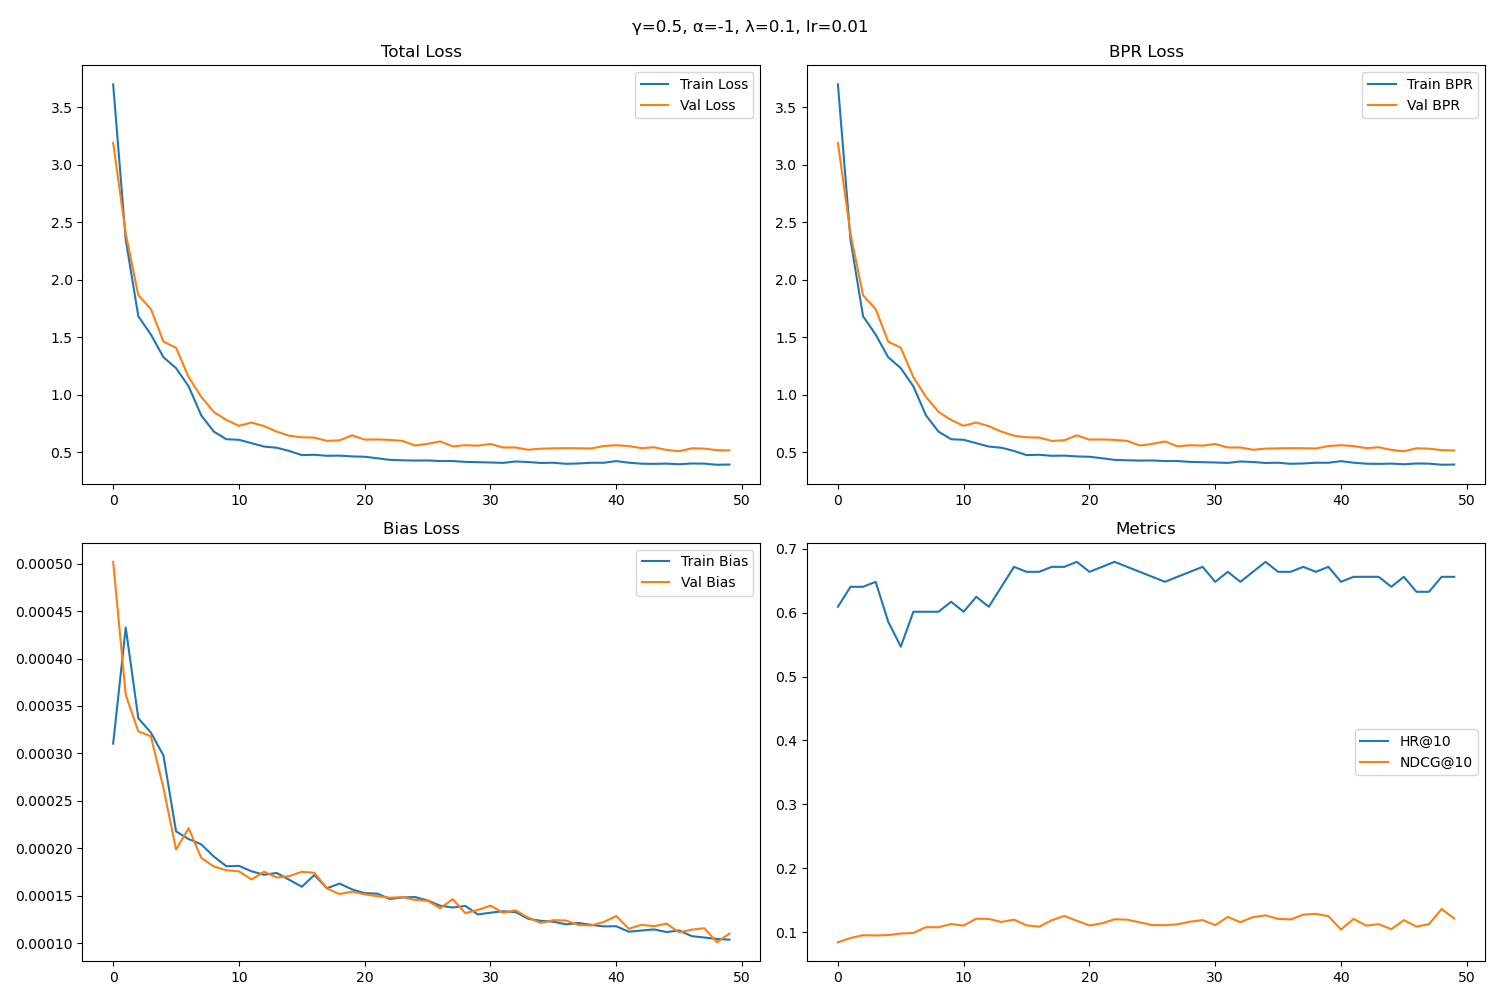 γ=0.5, α=-1, λ=0.1, lr=0.01
Total Loss
Train Loss
Val Loss
3.5
3.0
2.5
2.0
1.5
1.0
0.5
0 10 20 30 40 50
BPR Loss
Train BPR
Val BPR
3.5
3.0
2.5
2.0
1.5
1.0
0.5
0 10 20 30 40 50
Bias Loss
Train Bias
Val Bias
0.00050
0.00045
0.00040
0.00035
0.00030
0.00025
0.00020
0.00015
0.00010
0 10 20 30 40 50
Metrics
0.7
0.6
0.5
0.4
0.3
0.2
0.1
HR@10
NDCG@10
0 10 20 30 40 50